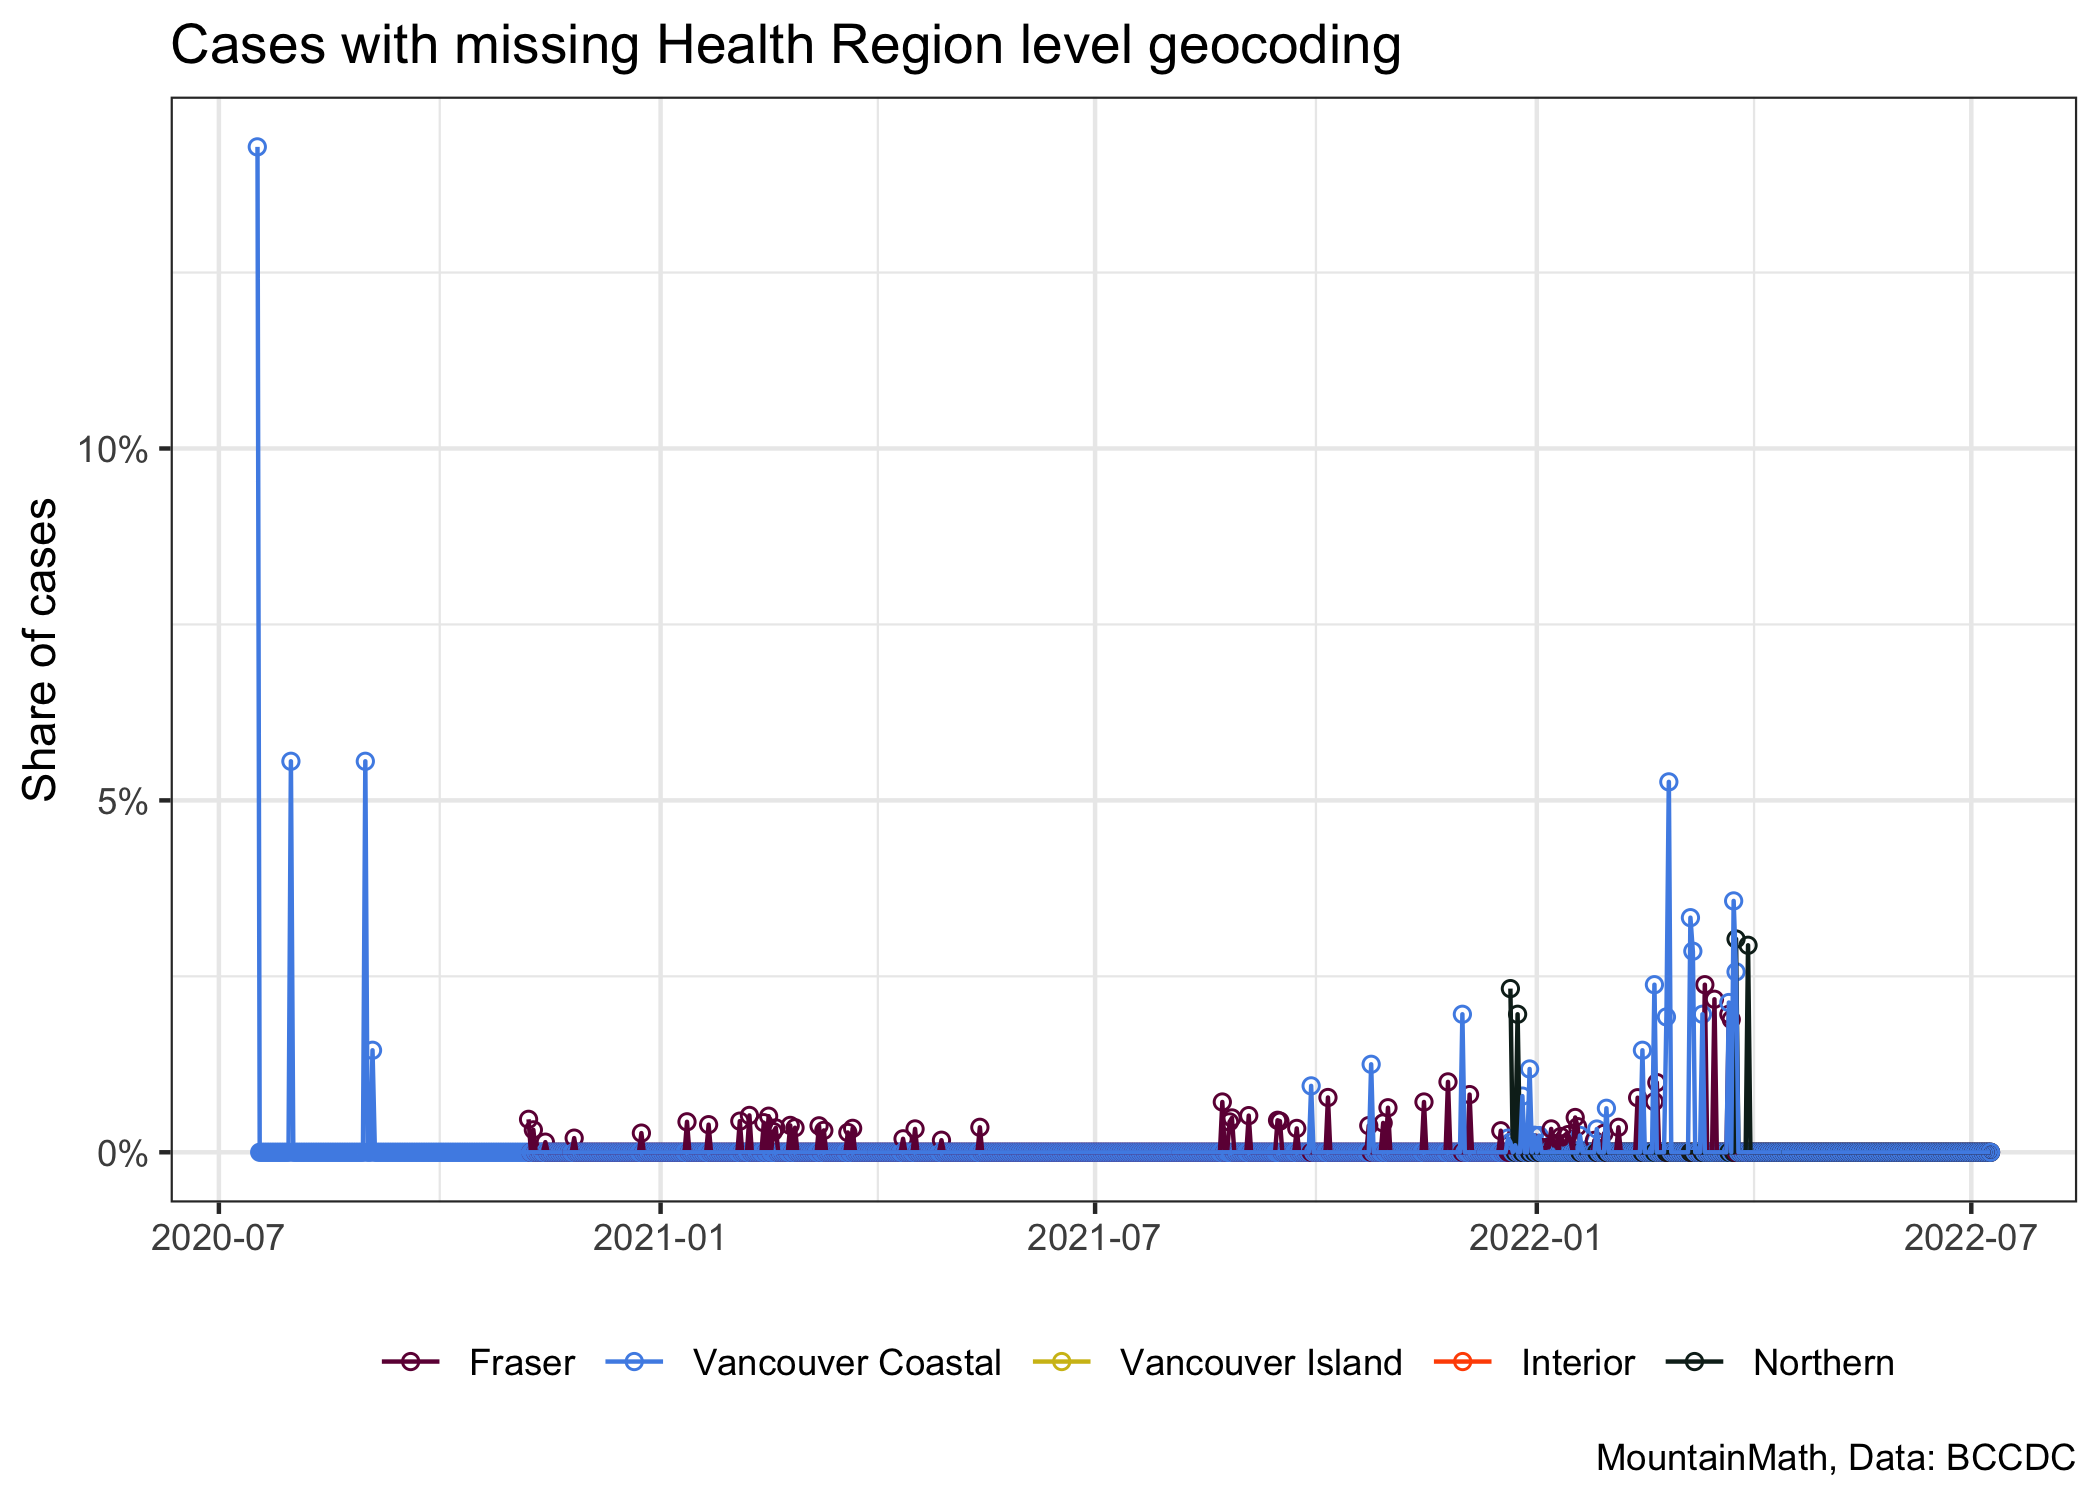 Cases with missing Health Region level geocoding
Share of cases
10%
5%
0%
2020-07 2021-01 2021-07 2022-01 2022-07
Fraser Vancouver Coastal Vancouver Island Interior Northern
MountainMath, Data: BCCDC